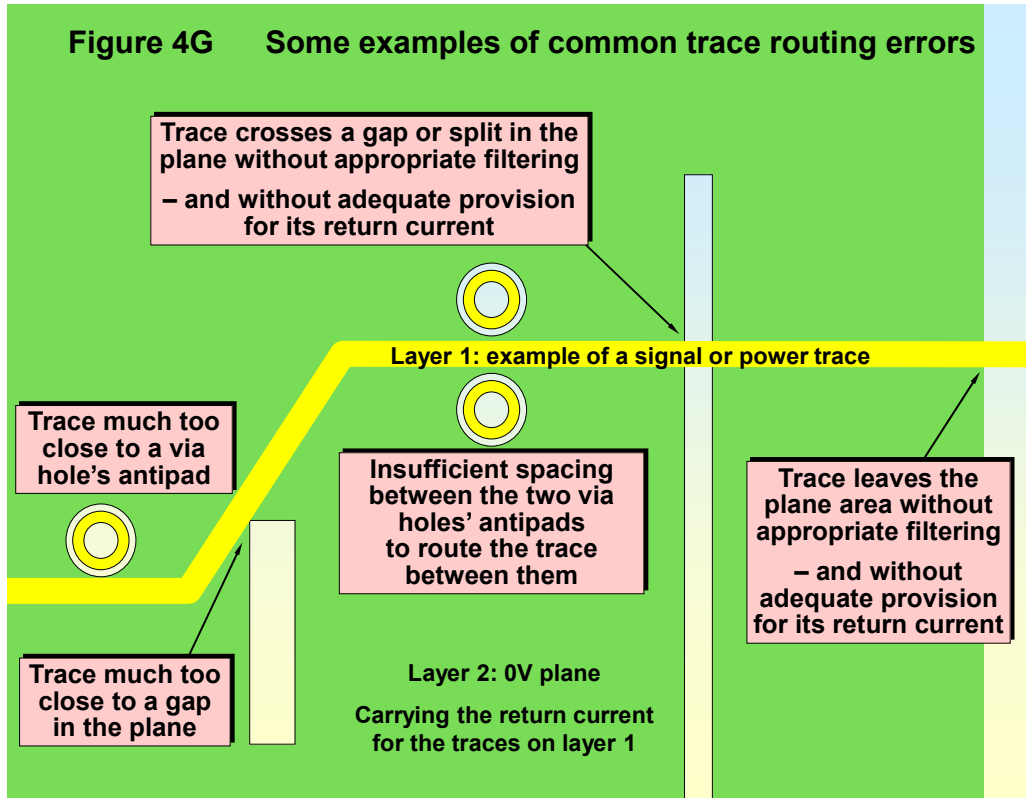 Figure 4G Some examples of common trace routing errors
Trace crosses a gap or split in the
plane without appropriate filtering
– and without adequate provision
for its return current
Layer 1: example of a signal or power trace
Trace much too
close to a via
hole's antipad
Insufficient spacing
between the two via
holes' antipads
to route the trace
between them
Trace leaves the
plane area without
appropriate filtering
– and without
adequate provision
for its return current
Trace much too
close to a gap
in the plane
Layer 2: 0V plane
Carrying the return current
for the traces on layer 1